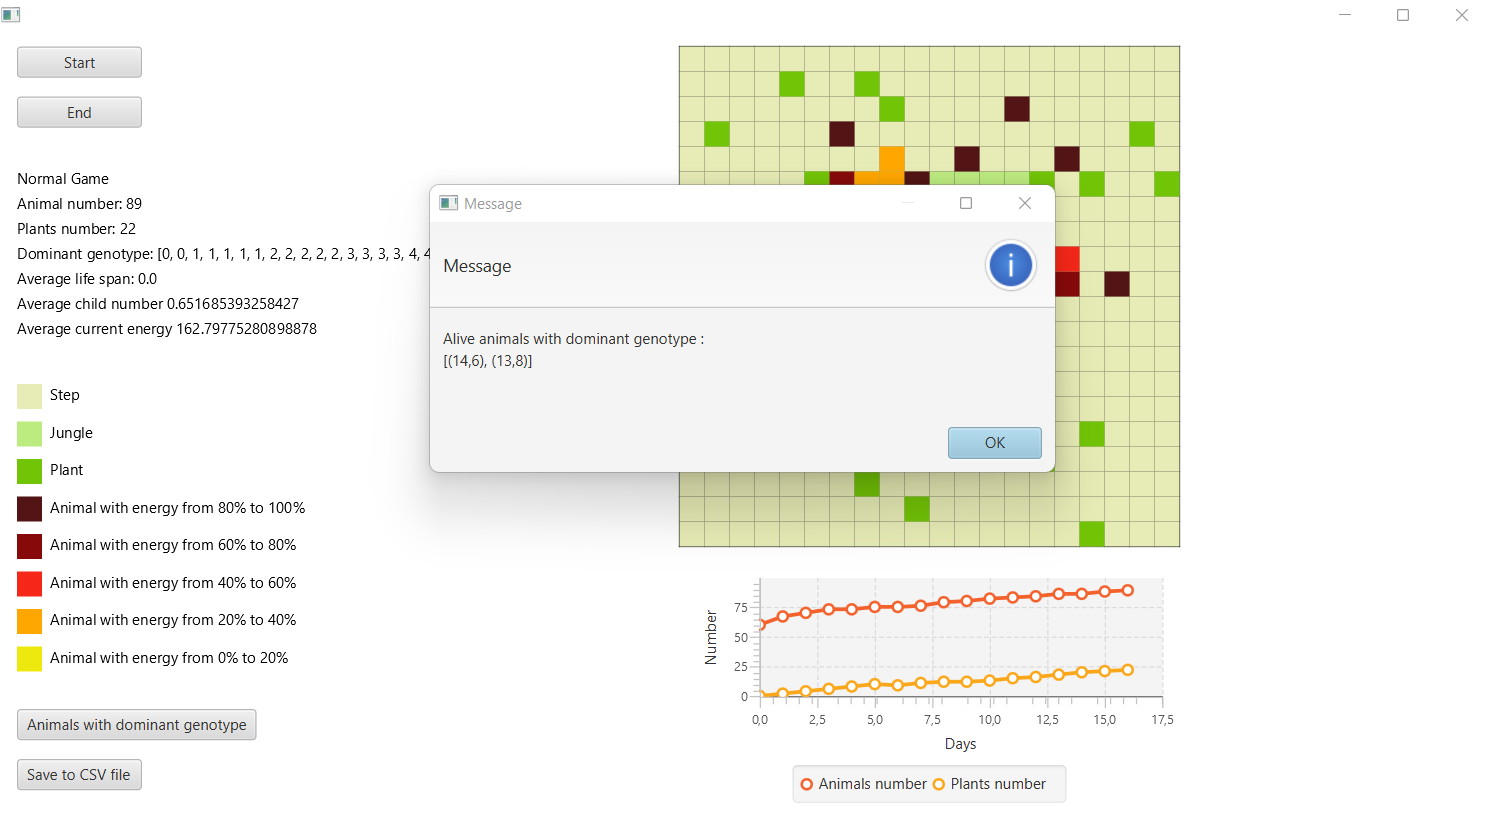 Start
End
Normal Game
Animal number: 89
Plants number: 22
Dominant genotype: [0, 0, 1, 1, 1, 1, 1, 2, 2, 2, 2, 2, 3, 3, 3, 3, 4, 4
Average life span: 0.0
Average child number 0.651685393258427
Average current energy 162.79775280898878
Step
Jungle
Plant
Animal with energy from 80% to 100%
Animal with energy from 60% to 80%
Animal with energy from 40% to 60%
Animal with energy from 20% to 40%
Animal with energy from 0% to 20%
Animals with dominant genotype
Save to CSV file
Message
Message
Alive animals with dominant genotype :
[(14,6), (13,8)]
OK
Number
75
50
25
0
0,0 2,5 5,0 7,5 10,0 12,5 15,0 17,5
Days
Animals number Plants number